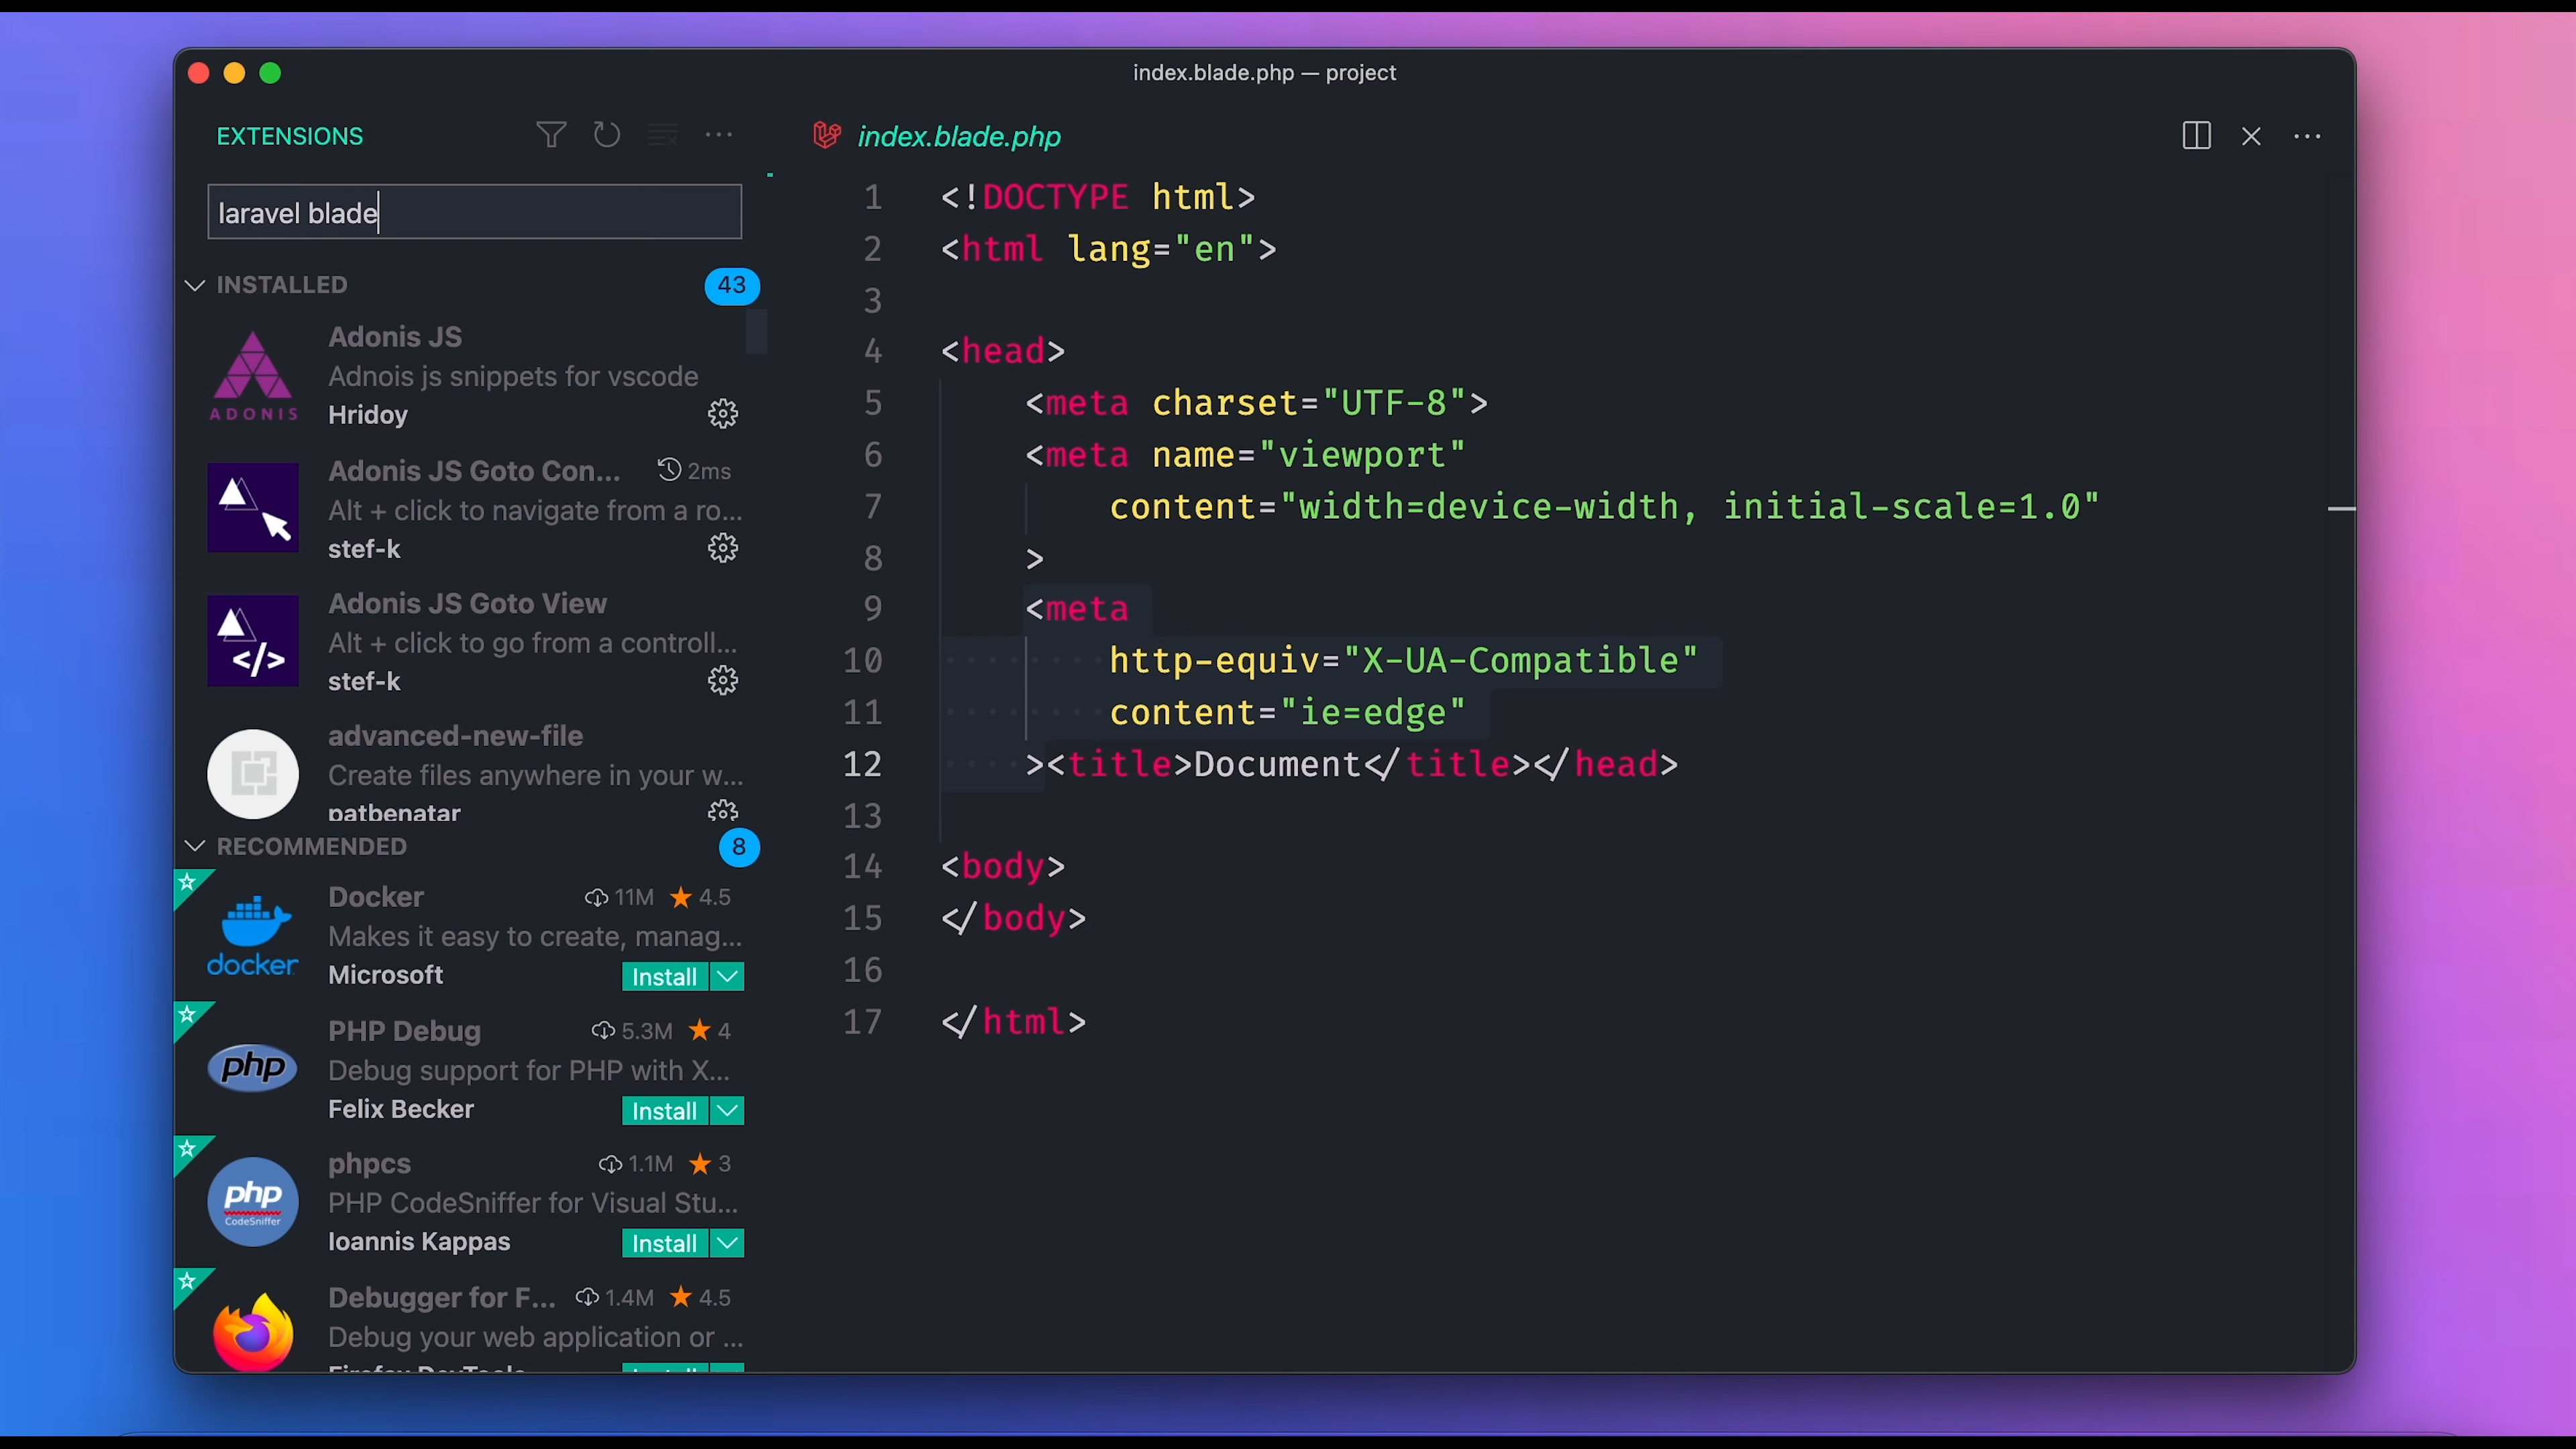 index.blade.php — project
EXTENSIONS
laravel blade
INSTALLED 43
Adonis JS
Adnois js snippets for vscode
Hridoy
ADONIS
Adonis JS Goto Con... 2ms
Alt + click to navigate from a ro...
stef-k
Adonis JS Goto View
Alt + click to go from a controll...
stef-k
advanced-new-file
Create files anywhere in your w...
patbenatar
RECOMMENDED 8
Docker 11M 4.5
Makes it easy to create, manag...
docker
Microsoft Install
PHP Debug 5.3M 4
php
Debug support for PHP with X...
Felix Becker Install
phpcs 1.1M 3
php
CodeSniffer
PHP CodeSniffer for Visual Stu...
Ioannis Kappas Install
Debugger for F... 1.4M 4.5
Debug your web application or ...
Firefox DevTools Install
index.blade.php
1 <!DOCTYPE html>
2 <html lang="en">
3
4 <head>
5 <meta charset="UTF-8">
6 <meta name="viewport"
7 content="width=device-width, initial-scale=1.0"
8 >
9 <meta
10 http-equiv="X-UA-Compatible"
11 content="ie=edge"
12 ><title>Document</title></head>
13
14 <body>
15 </body>
16
17 </html>